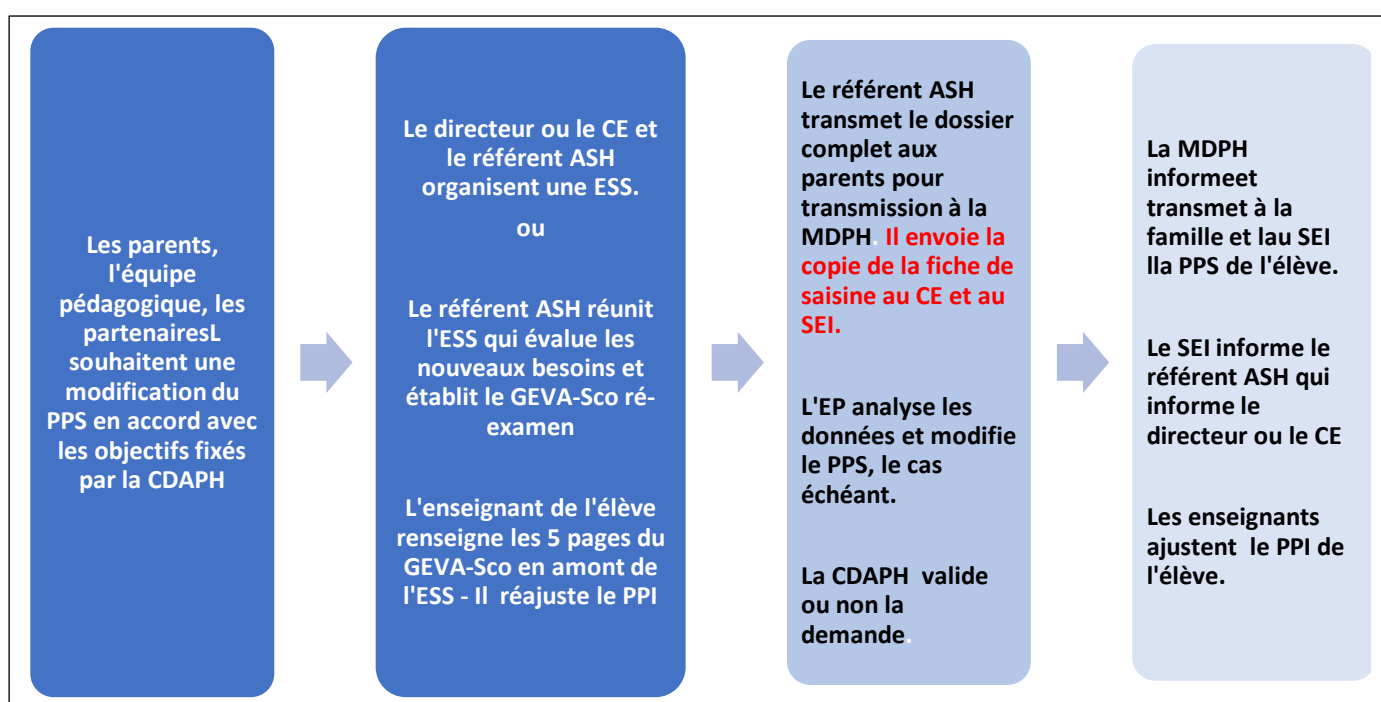 Les parents,
l'équipe
pédagogique, les
partenairesL
souhaitent une
modification du
PPS en accord avec
les objectifs fixés
par la CDAPH
Le directeur ou le CE et
le référent ASH
organisent une ESS.
ou
Le référent ASH réunit
l'ESS qui évalue les
nouveaux besoins et
établit le GEVA-Sco ré-
examen
L'enseignant de l'élève
renseigne les 5 pages du
GEVA-Sco en amont de
l'ESS - Il réajuste le PPI
Le référent ASH
transmet le dossier
complet aux
parents pour
transmission à la
MDPH. Il envoie la
copie de la fiche de
saisine au CE et au
SEI.
L'EP analyse les
données et modifie
le PPS, le cas
échéant.
La CDAPH valide
ou non la
demande.
La MDPH
informeet
transmet à la
famille et lau SEI
lla PPS de l'élève.
Le SEI informe le
référent ASH qui
informe le
directeur ou le CE
Les enseignants
ajustent le PPI de
l'élève.